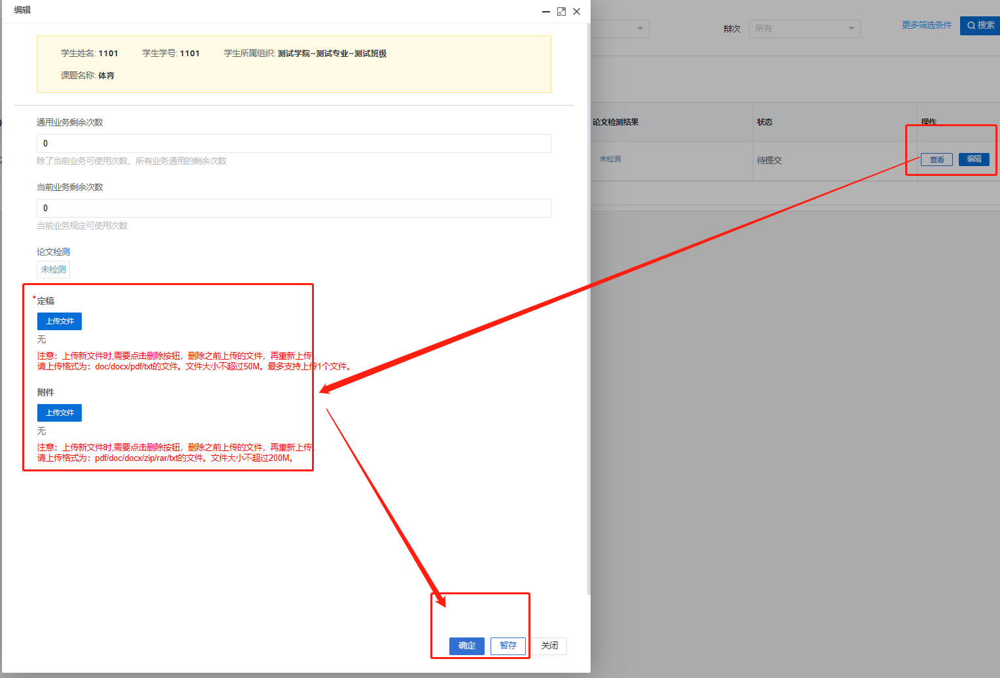 编辑
学生姓名: 1101 学生学号: 1101 学生所属组织: 测试学院~测试专业~测试班级
课题名称: 体育
通用业务剩余次数
0
除了当前业务可使用次数，所有业务通用的剩余次数
当前业务剩余次数
0
当前业务规定可使用次数
论文检测
未检测
*定稿
上传文件
无
注意：上传新文件时,需要点击删除按钮，删除之前上传的文件，再重新上传。
请上传格式为：doc/docx/pdf/txt的文件。文件大小不超过50M。最多支持上传1个文件。
附件
上传文件
无
注意：上传新文件时,需要点击删除按钮，删除之前上传的文件，再重新上传
请上传格式为：pdf/doc/docx/zip/rar/txt的文件。文件大小不超过200M。
确定 暂存 关闭
辩次 所有 更多筛选条件 搜索
论文检测结果 状态 操作
未检测 待提交 查看 编辑